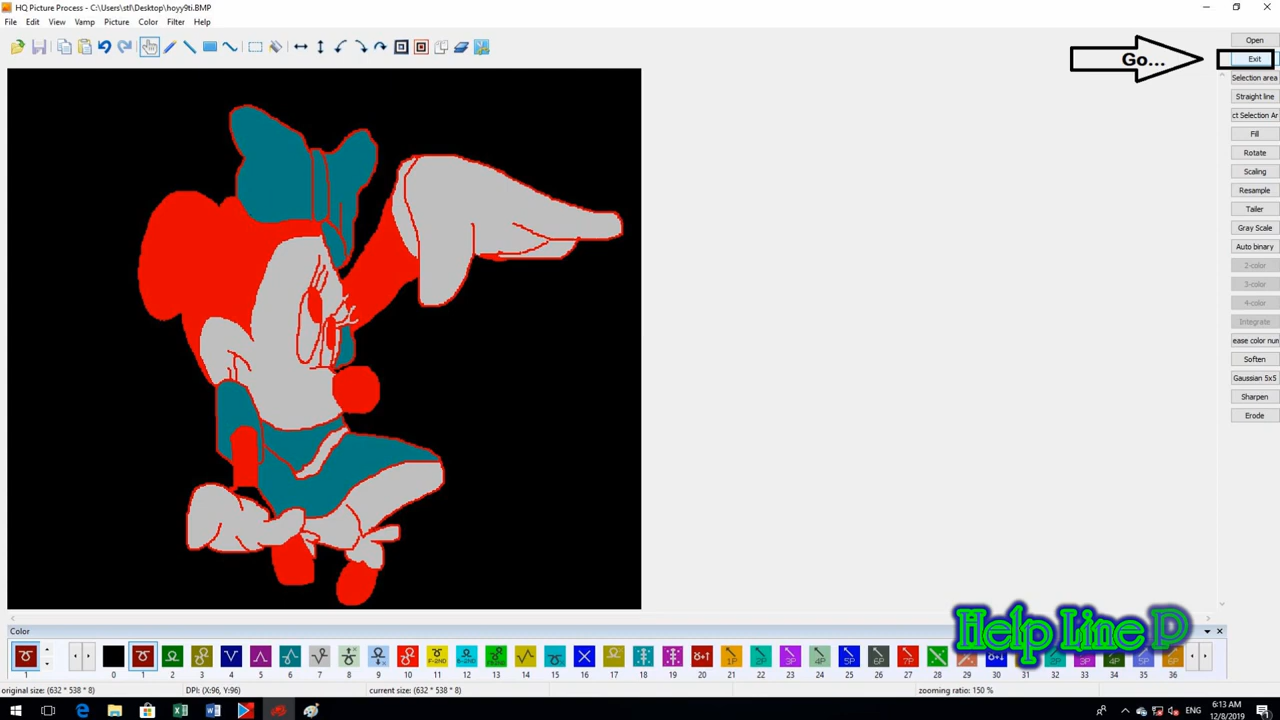 HQ Picture Process - C:\Users\stl\Desktop\hoyy9ti.BMP
File Edit View Vamp Picture Color Filter Help
Go...
Open
Exit
Selection area
Straight line
ct Selection Ar
Fill
Rotate
Scaling
Resample
Tailer
Gray Scale
Auto binary
2-color
3-color
4-color
Integrate
ease color nun
Soften
Gaussian 5x5
Sharpen
Erode
Help Line P
Color
1 0 1 2 3 4 5 6 7 8 9 10 11 12 13 14 15 16 17 18 19 20 21 22 23 24 25 26 27 28 29 30 31 32 33 34 35 36
original size: (632 * 538 * 8) DPI: (X:96, Y:96) current size: (632 * 538 * 8) zooming ratio: 150 %
ENG
6:13 AM
12/8/2019